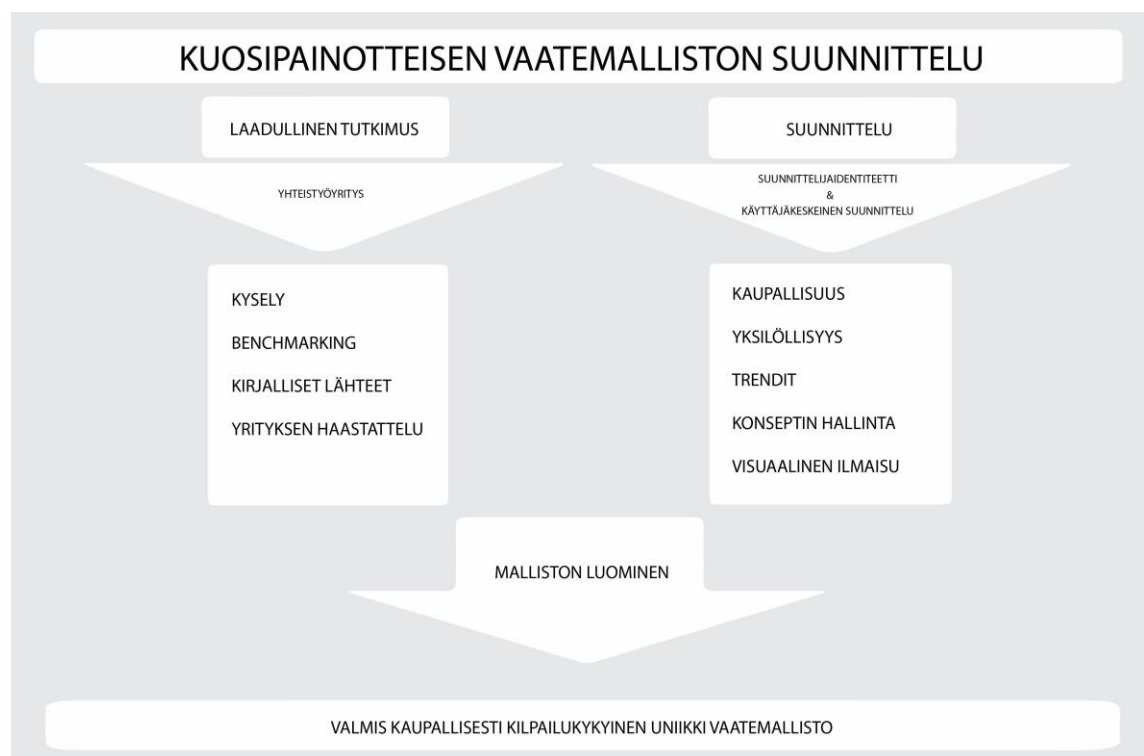 KUOSIPAINOTTEISEN VAATEMALLISTON SUUNNITTELU
LAADULLINEN TUTKIMUS
YHTEISTYÖYRITYS
KYSELY
BENCHMARKING
KIRJALLISET LÄHTEET
YRITYKSEN HAASTATTELU
SUUNNITTELU
SUUNNITTELIJAIDENTITEETTI
&
KÄYTTÄJÄKESKEINEN SUUNNITTELU
KAUPALLISUUS
YKSILÖLLISYYS
TRENDIT
KONSEPTIN HALLINTA
VISUAALINEN ILMAISU
MALLISTON LUOMINEN
VALMIS KAUPALLISESTI KILPAILUKYKYINEN UNIIKKI VAATEMALLISTO